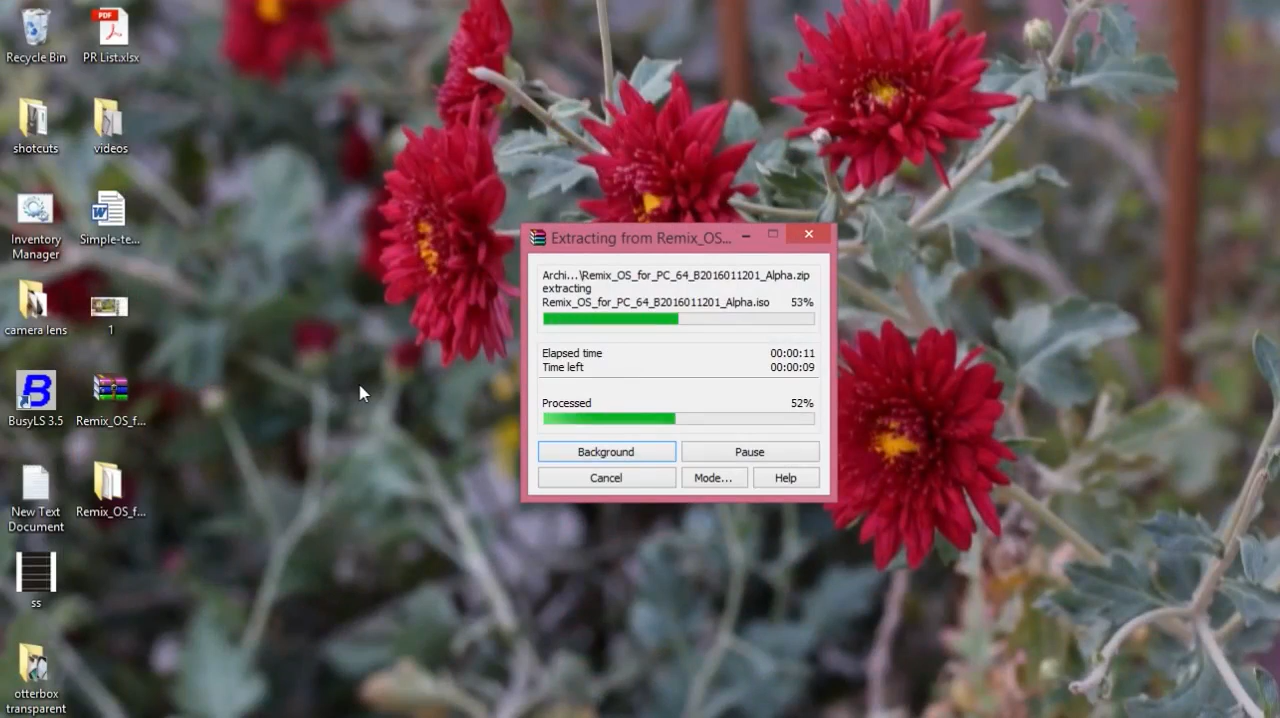 Recycle Bin
PR List.xlsx
PDF
shotcuts
videos
Inventory
Manager
Simple-te...
camera lens
1
BusyLS 3.5
Remix_OS_f...
New Text
Document
Remix_OS_f...
ss
otterbox
transparent
Extracting from Remix_OS...
Archi...\Remix_OS_for_PC_64_B2016011201_Alpha.zip
extracting
Remix_OS_for_PC_64_B2016011201_Alpha.iso 53%
Elapsed time 00:00:11
Time left 00:00:09
Processed 52%
Background Pause
Cancel Mode... Help